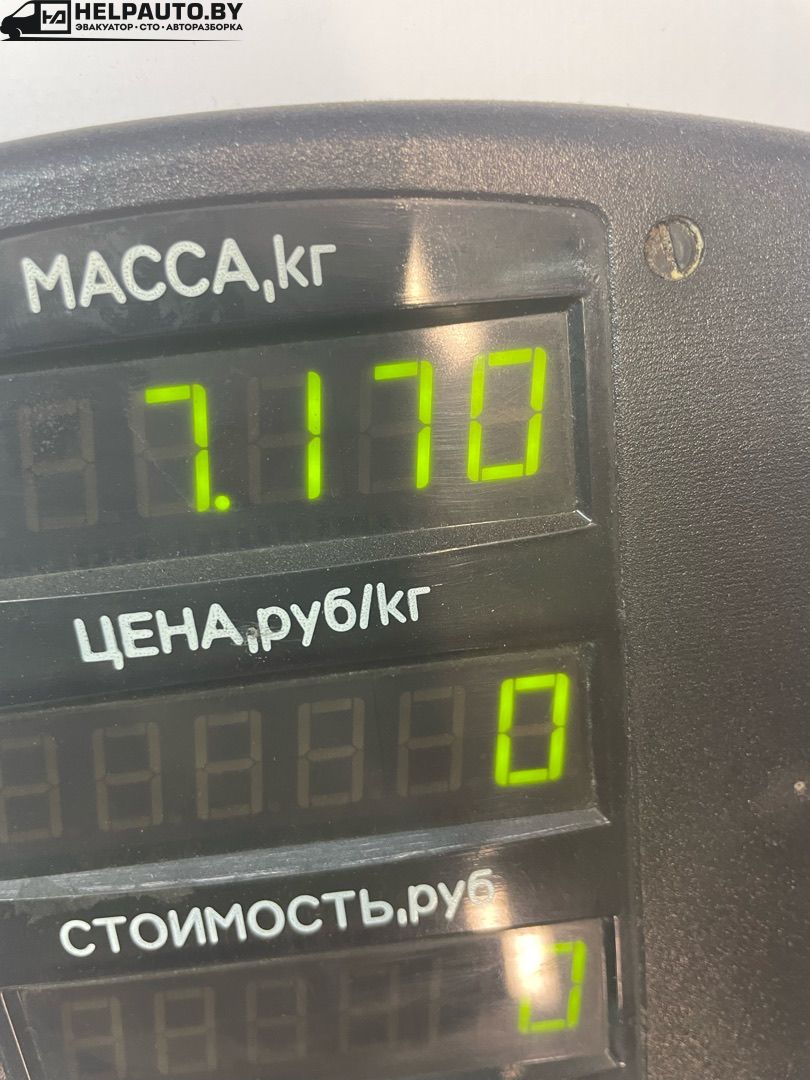 HELPAUTO.BY
ЭВАКУАТОР • СТО • АВТОРАЗБОРКА
МАССА,кг
7.170
ЦЕНА,руб/кг
0
СТОИМОСТЬ,руб
0